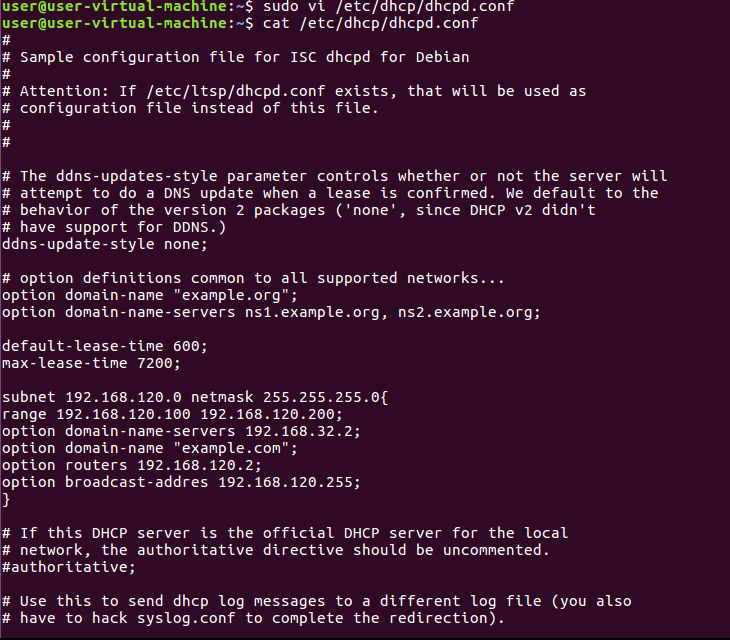 user@user-virtual-machine:~$ sudo vi /etc/dhcp/dhcpd.conf
user@user-virtual-machine:~$ cat /etc/dhcp/dhcpd.conf
#
# Sample configuration file for ISC dhcpd for Debian
#
# Attention: If /etc/ltsp/dhcpd.conf exists, that will be used as
# configuration file instead of this file.
#
#
# The ddns-updates-style parameter controls whether or not the server will
# attempt to do a DNS update when a lease is confirmed. We default to the
# behavior of the version 2 packages ('none', since DHCP v2 didn't
# have support for DDNS.)
ddns-update-style none;
# option definitions common to all supported networks...
option domain-name "example.org";
option domain-name-servers ns1.example.org, ns2.example.org;
default-lease-time 600;
max-lease-time 7200;
subnet 192.168.120.0 netmask 255.255.255.0{
range 192.168.120.100 192.168.120.200;
option domain-name-servers 192.168.32.2;
option domain-name "example.com";
option routers 192.168.120.2;
option broadcast-addres 192.168.120.255;
}
# If this DHCP server is the official DHCP server for the local
# network, the authoritative directive should be uncommented.
#authoritative;
# Use this to send dhcp log messages to a different log file (you also
# have to hack syslog.conf to complete the redirection).